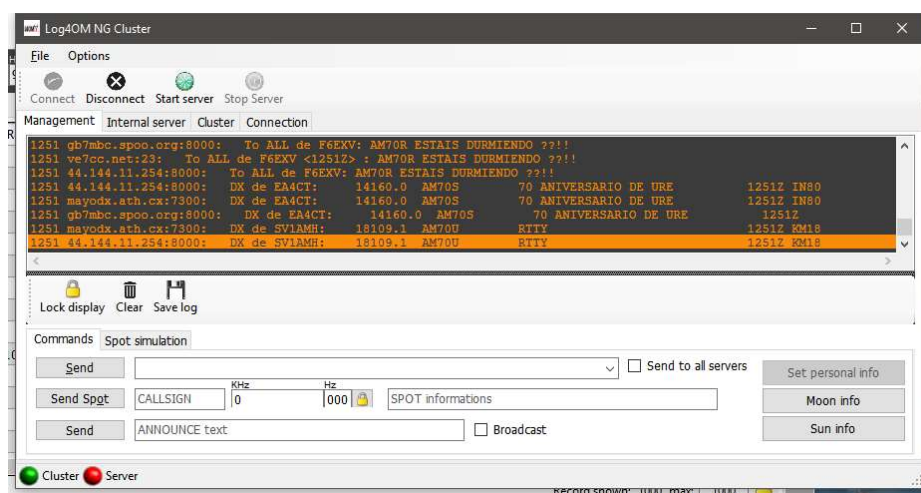 Log4OM NG Cluster
File Options
Connect Disconnect Start server Stop Server
Management Internal server Cluster Connection
1251 gb7mbc.spoo.org:8000: To ALL de F6EXV: AM70R ESTAIS DURMIENDO ??!!
1251 ve7cc.net:23: To ALL de F6EXV <1251Z> : AM70R ESTAIS DURMIENDO ??!!
1251 44.144.11.254:8000: To ALL de F6EXV: AM70R ESTAIS DURMIENDO ??!!
1251 44.144.11.254:8000: DX de EA4CT: 14160.0 AM70S 70 ANIVERSARIO DE URE 1251Z IN80
1251 mayodx.ath.cx:7300: DX de EA4CT: 14160.0 AM70S 70 ANIVERSARIO DE URE 1251Z IN80
1251 gb7mbc.spoo.org:8000: DX de EA4CT: 14160.0 AM70S 70 ANIVERSARIO DE URE 1251Z
1251 mayodx.ath.cx:7300: DX de SV1AMH: 18109.1 AM70U RTTY 1251Z KM18
1251 44.144.11.254:8000: DX de SV1AMH: 18109.1 AM70U RTTY 1251Z KM18
Lock display Clear Save log
Commands Spot simulation
Send Send to all servers Set personal info
KHz Hz
Send Spot CALLSIGN 0 000 SPOT informations Moon info
Send ANNOUNCE text Broadcast Sun info
Cluster Server
Record shown: 1000 max: 1000